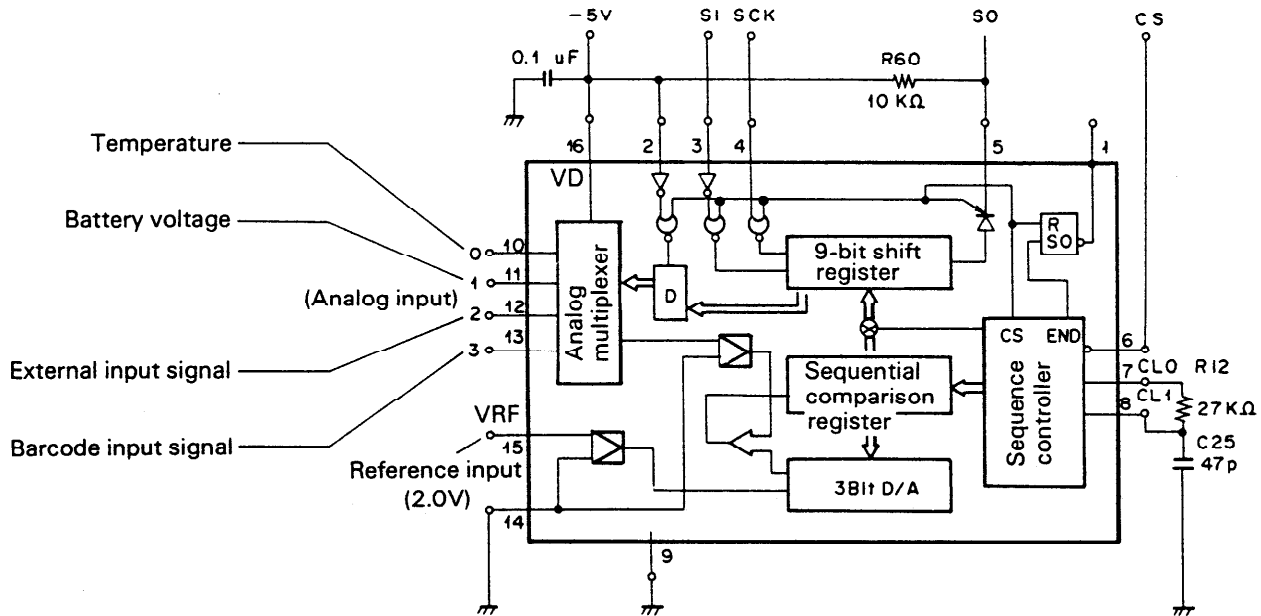 -5V SI SCK SO CS
0.1 uF
R60
10 KΩ
Temperature
16 2 3 4 5 1
VD
Battery voltage
R
SO
0 10
9-bit shift
register
1 11
(Analog input)
D
2 12
Analog
multiplexer
13
3
CS END
6
External input signal
7 CL0 R12
Sequential
comparison
register
Sequence
controller
CL1
8
27KΩ
VRF
15
C25
47p
Barcode input signal
Reference input
(2.0V)
3Bit D/A
14
9